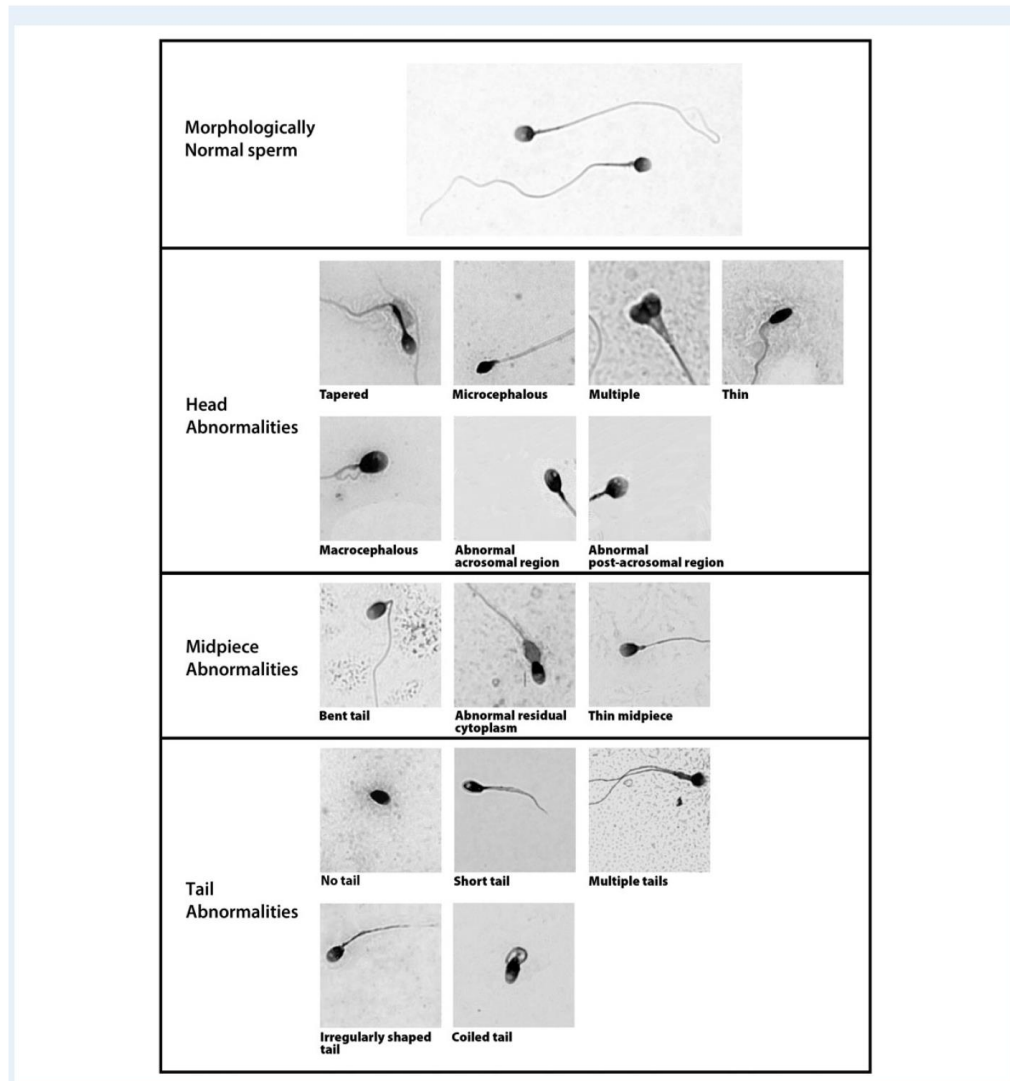 Morphologically
Normal sperm
Head
Abnormalities
Tapered
Microcephalous
Multiple
Thin
Macrocephalous
Abnormal
acrosomal region
Abnormal
post-acrosomal region
Midpiece
Abnormalities
Bent tail
Abnormal residual
cytoplasm
Thin midpiece
Tail
Abnormalities
No tail
Short tail
Multiple tails
Irregularly shaped
tail
Coiled tail